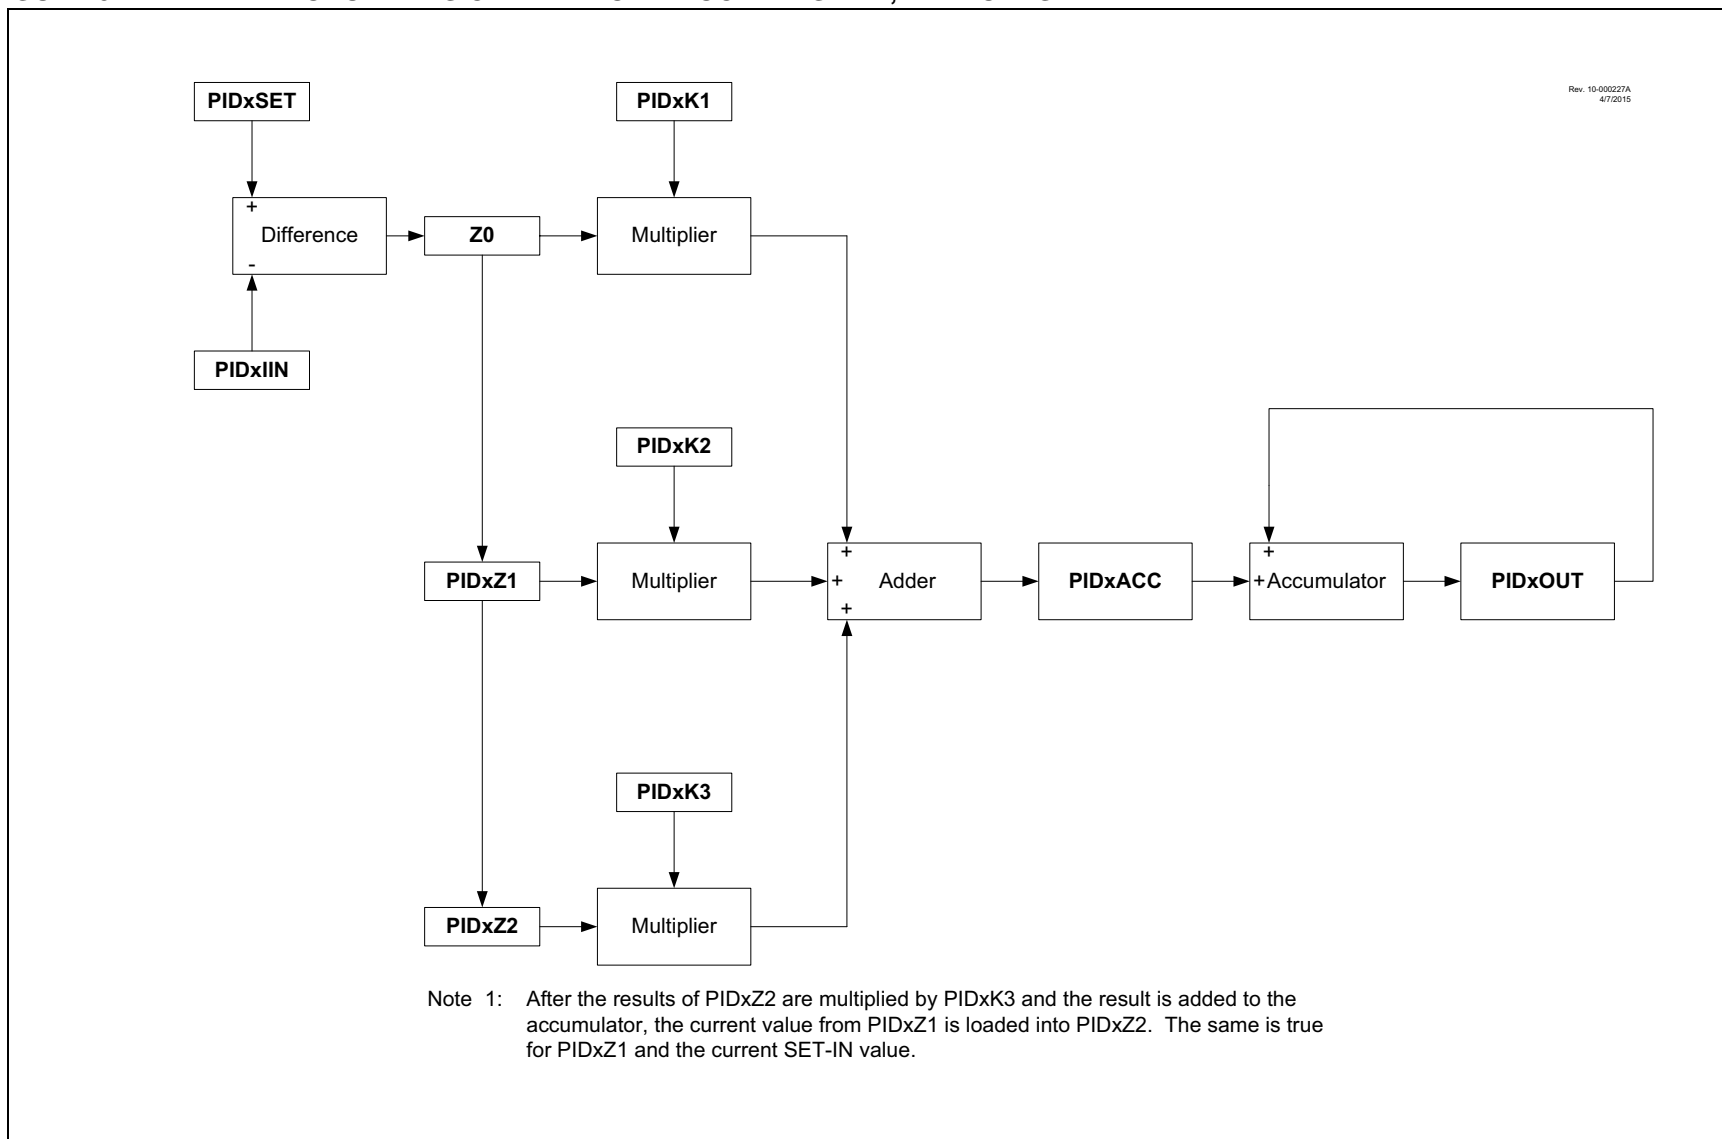 PIDxSET
PIDxK1
Rev. 10-000227A
4/7/2015
+
Difference
-
Z0
Multiplier
PIDxIIN
PIDxK2
PIDxZ1
Multiplier
+
+
+
Adder
PIDxACC
+
+
Accumulator
PIDxOUT
PIDxK3
PIDxZ2
Multiplier
Note 1: After the results of PIDxZ2 are multiplied by PIDxK3 and the result is added to the
accumulator, the current value from PIDxZ1 is loaded into PIDxZ2. The same is true
for PIDxZ1 and the current SET-IN value.